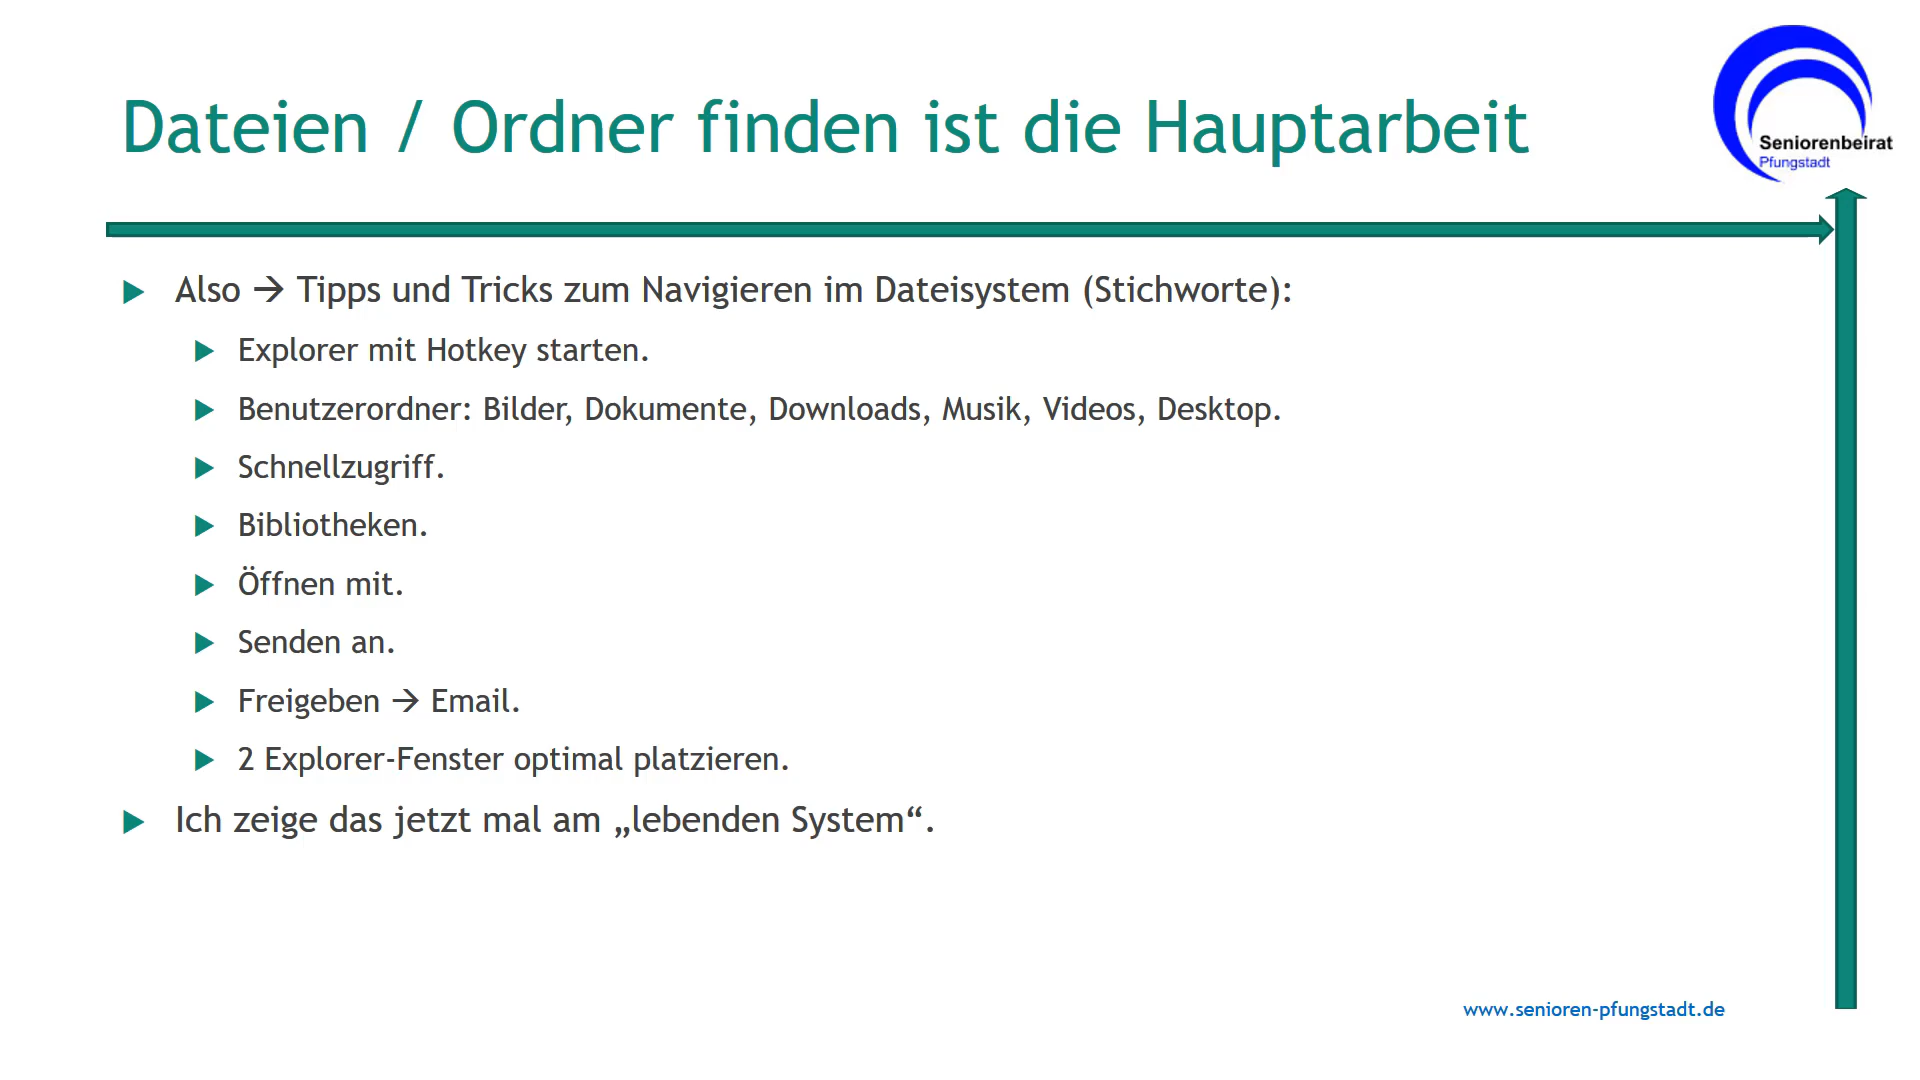 Dateien / Ordner finden ist die Hauptarbeit
Seniorenbeirat
Pfungstadt
Also → Tipps und Tricks zum Navigieren im Dateisystem (Stichworte):
Explorer mit Hotkey starten.
Benutzerordner: Bilder, Dokumente, Downloads, Musik, Videos, Desktop.
Schnellzugriff.
Bibliotheken.
Öffnen mit.
Senden an.
Freigeben → Email.
2 Explorer-Fenster optimal platzieren.
Ich zeige das jetzt mal am „lebenden System“.
www.senioren-pfungstadt.de